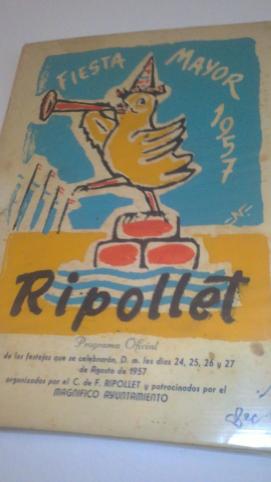 FIESTA MAYOR
1957
Ripollet
Programa Oficial
de los festejos que se celebrarán, D. m. los días 24, 25, 26 y 27
de Agosto de 1957
organizados por el C. de F. RIPOLLET y patrocinados por el
MAGNIFICO AYUNTAMIENTO